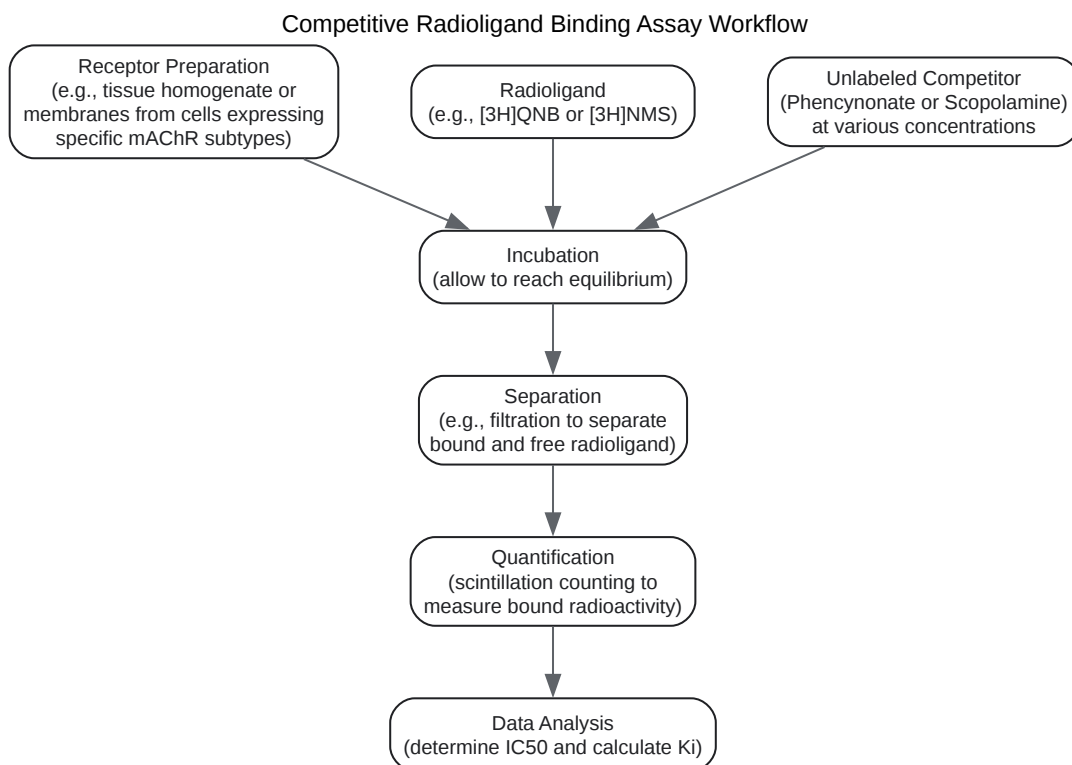 Competitive Radioligand Binding Assay Workflow
Receptor Preparation
(e.g., tissue homogenate or
membranes from cells expressing
specific mAChR subtypes)
Radioligand
(e.g., [3H]QNB or [3H]NMS)
Unlabeled Competitor
(Phencynonate or Scopolamine)
at various concentrations
Incubation
(allow to reach equilibrium)
Separation
(e.g., filtration to separate
bound and free radioligand)
Quantification
(scintillation counting to
measure bound radioactivity)
Data Analysis
(determine IC50 and calculate Ki)